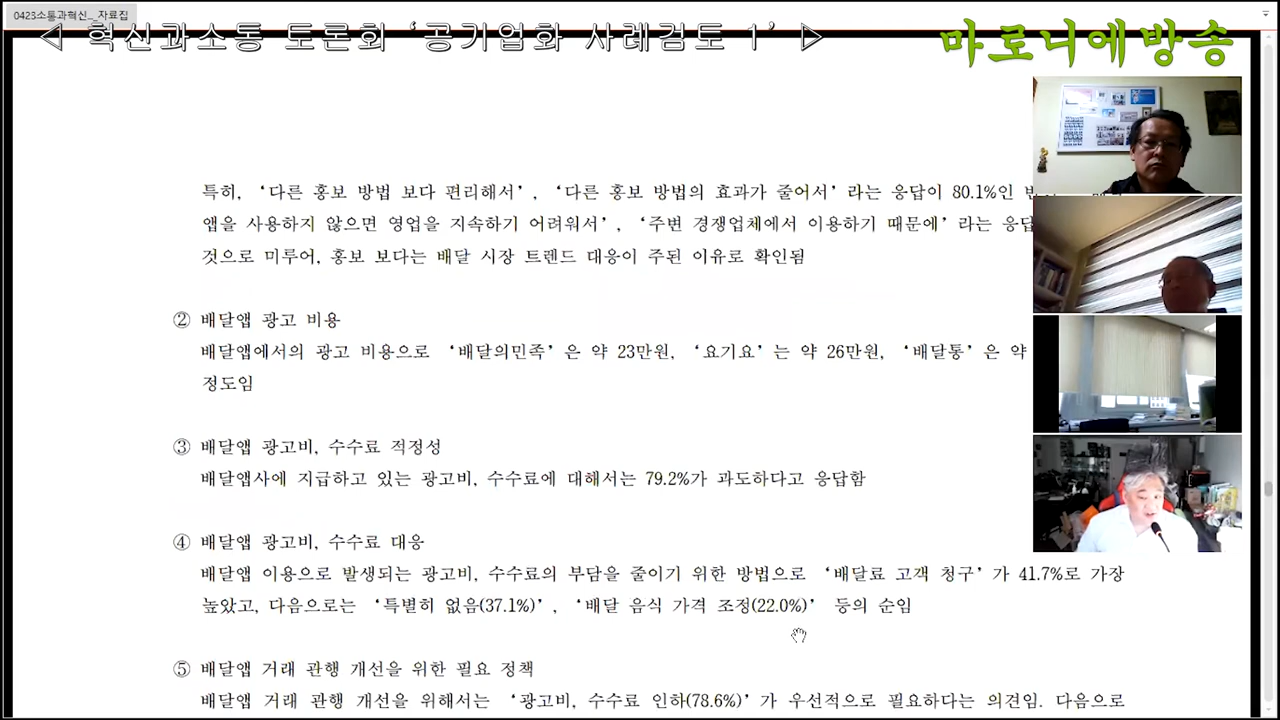 0423소통과혁신_자료집
◁ 혁신과소통 토론회 ‘공기업화 사례검토 1’ ▷
마로니에방송
특히, ‘다른 홍보 방법 보다 편리해서’, ‘다른 홍보 방법의 효과가 줄어서’라는 응답이 80.1%인
앱을 사용하지 않으면 영업을 지속하기 어려워서’, ‘주변 경쟁업체에서 이용하기 때문에’라는 응답
것으로 미루어, 홍보 보다는 배달 시장 트렌드 대응이 주된 이유로 확인됨
② 배달앱 광고 비용
배달앱에서의 광고 비용으로 ‘배달의민족’은 약 23만원, ‘요기요’는 약 26만원, ‘배달통’은 약
정도임
③ 배달앱 광고비, 수수료 적정성
배달앱사에 지급하고 있는 광고비, 수수료에 대해서는 79.2%가 과도하다고 응답함
④ 배달앱 광고비, 수수료 대응
배달앱 이용으로 발생되는 광고비, 수수료의 부담을 줄이기 위한 방법으로 ‘배달료 고객 청구’가 41.7%로 가장
높았고, 다음으로는 ‘특별히 없음(37.1%)’, ‘배달 음식 가격 조정(22.0%)’ 등의 순임
⑤ 배달앱 거래 관행 개선을 위한 필요 정책
배달앱 거래 관행 개선을 위해서는 ‘광고비, 수수료 인하(78.6%)’가 우선적으로 필요하다는 의견임. 다음으로